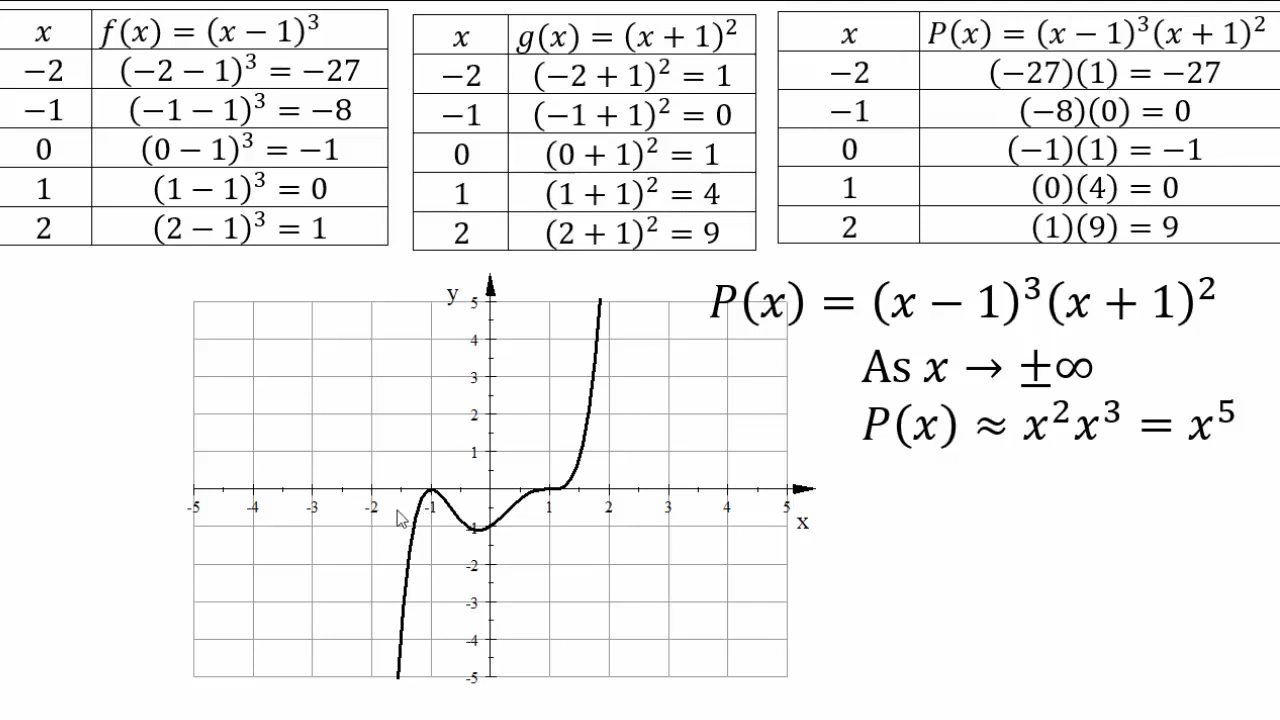 x f(x) = (x − 1)³
−2 (−2 − 1)³ = −27
−1 (−1 − 1)³ = −8
0 (0 − 1)³ = −1
1 (1 − 1)³ = 0
2 (2 − 1)³ = 1
x g(x) = (x + 1)²
−2 (−2 + 1)² = 1
−1 (−1 + 1)² = 0
0 (0 + 1)² = 1
1 (1 + 1)² = 4
2 (2 + 1)² = 9
x P(x) = (x − 1)³(x + 1)²
−2 (−27)(1) = −27
−1 (−8)(0) = 0
0 (−1)(1) = −1
1 (0)(4) = 0
2 (1)(9) = 9
P(x) = (x − 1)³(x + 1)²
As x → ±∞
P(x) ≈ x²x³ = x⁵
y
5
4
3
2
1
-5 -4 -3 -2 -1 1 2 3 4 5
x
-1
-2
-3
-4
-5